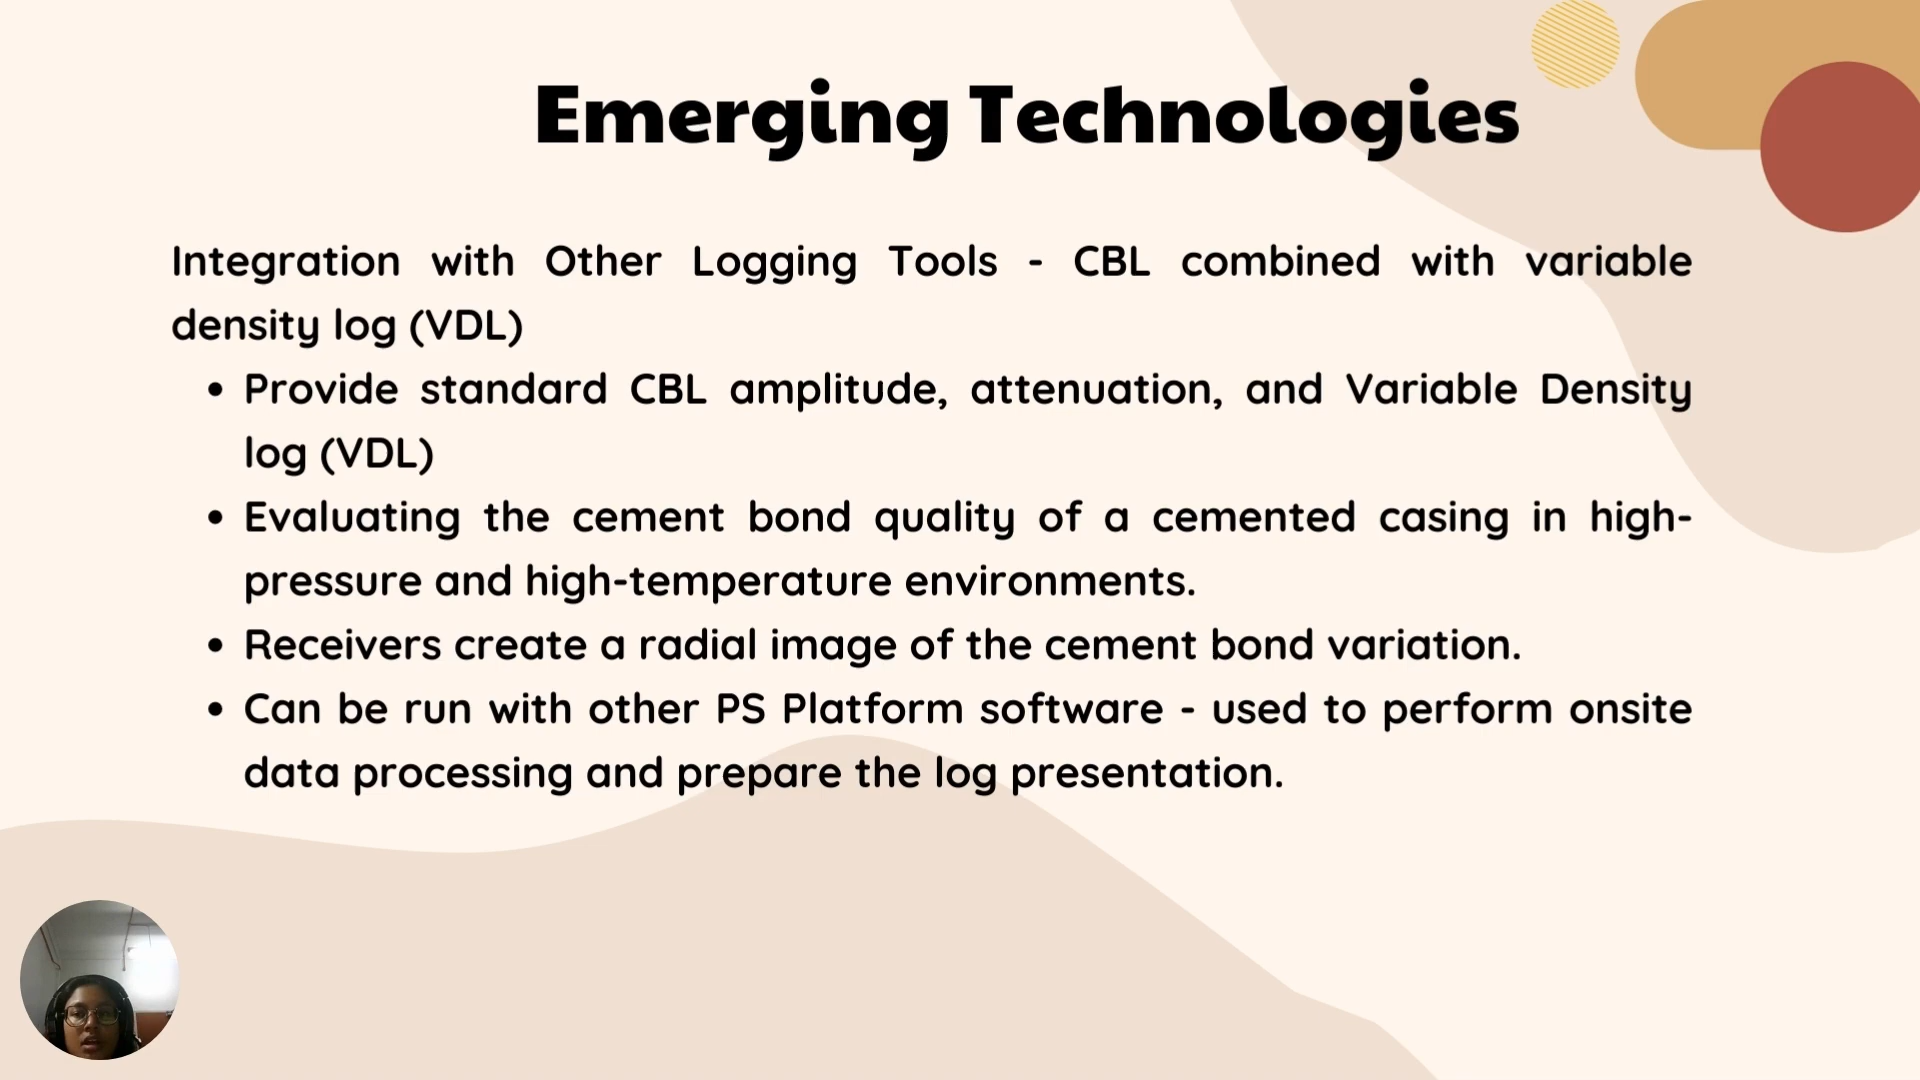 Emerging Technologies
Integration with Other Logging Tools - CBL combined with variable
density log (VDL)
• Provide standard CBL amplitude, attenuation, and Variable Density
log (VDL)
• Evaluating the cement bond quality of a cemented casing in high-
pressure and high-temperature environments.
• Receivers create a radial image of the cement bond variation.
• Can be run with other PS Platform software - used to perform onsite
data processing and prepare the log presentation.